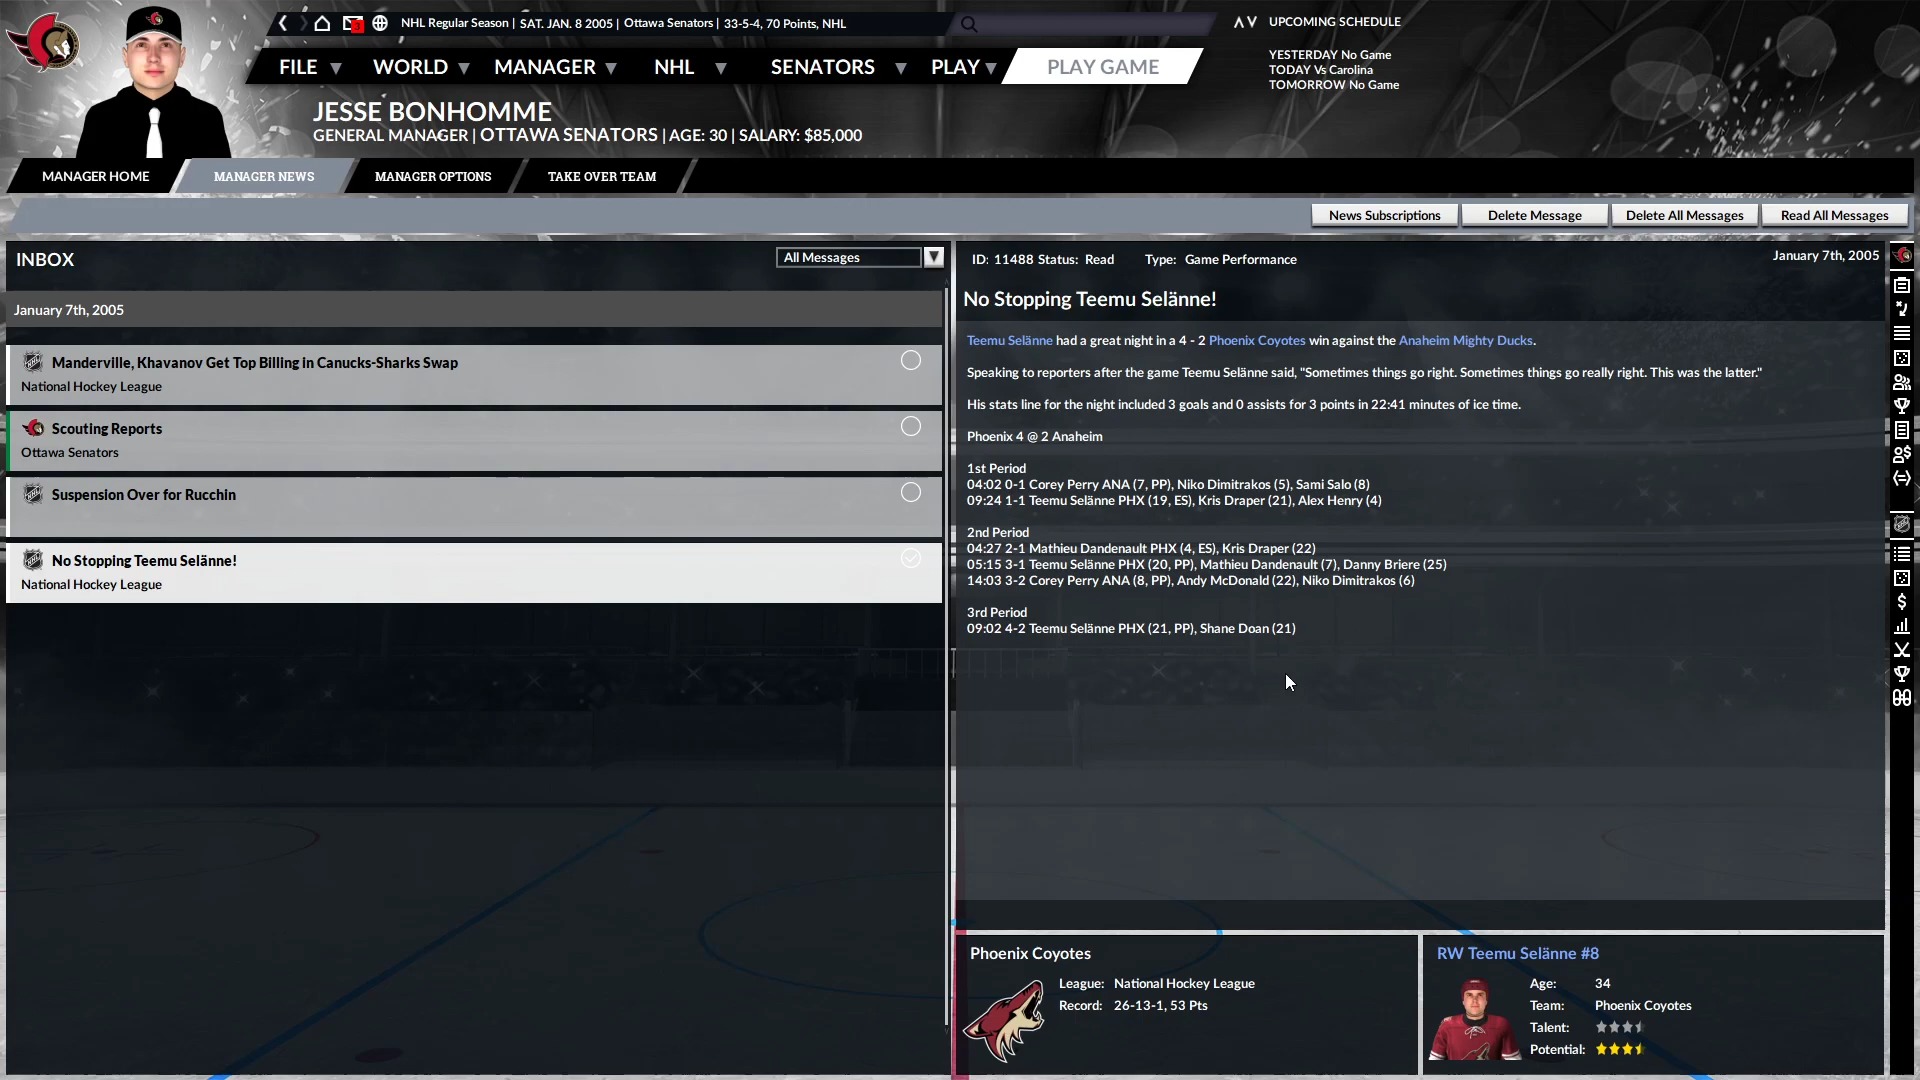 NHL Regular Season | SAT. JAN. 8 2005 | Ottawa Senators | 33-5-4, 70 Points, NHL
UPCOMING SCHEDULE
YESTERDAY No Game
TODAY Vs Carolina
TOMORROW No Game
FILE WORLD MANAGER NHL SENATORS PLAY PLAY GAME
JESSE BONHOMME
GENERAL MANAGER | OTTAWA SENATORS | AGE: 30 | SALARY: $85,000
MANAGER HOME MANAGER NEWS MANAGER OPTIONS TAKE OVER TEAM
News Subscriptions Delete Message Delete All Messages Read All Messages
INBOX
All Messages
January 7th, 2005
Manderville, Khavanov Get Top Billing in Canucks-Sharks Swap
National Hockey League
Scouting Reports
Ottawa Senators
Suspension Over for Rucchin
No Stopping Teemu Selänne!
National Hockey League
ID: 11488 Status: Read Type: Game Performance
January 7th, 2005
No Stopping Teemu Selänne!
Teemu Selänne had a great night in a 4 - 2 Phoenix Coyotes win against the Anaheim Mighty Ducks.
Speaking to reporters after the game Teemu Selänne said, "Sometimes things go right. Sometimes things go really right. This was the latter."
His stats line for the night included 3 goals and 0 assists for 3 points in 22:41 minutes of ice time.
Phoenix 4 @ 2 Anaheim
1st Period
04:02 0-1 Corey Perry ANA (7, PP), Niko Dimitrakos (5), Sami Salo (8)
09:24 1-1 Teemu Selänne PHX (19, ES), Kris Draper (21), Alex Henry (4)
2nd Period
04:27 2-1 Mathieu Dandenault PHX (4, ES), Kris Draper (22)
05:15 3-1 Teemu Selänne PHX (20, PP), Mathieu Dandenault (7), Danny Briere (25)
14:03 3-2 Corey Perry ANA (8, PP), Andy McDonald (22), Niko Dimitrakos (6)
3rd Period
09:02 4-2 Teemu Selänne PHX (21, PP), Shane Doan (21)
Phoenix Coyotes
League: National Hockey League
Record: 26-13-1, 53 Pts
RW Teemu Selänne #8
Age: 34
Team: Phoenix Coyotes
Talent:
Potential: